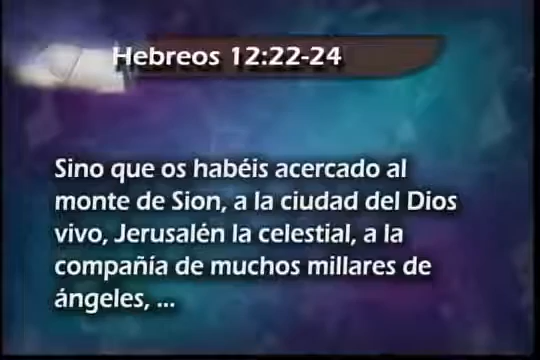 Hebreos 12:22-24
Sino que os habéis acercado al
monte de Sion, a la ciudad del Dios
vivo, Jerusalén la celestial, a la
compañía de muchos millares de
ángeles, ...